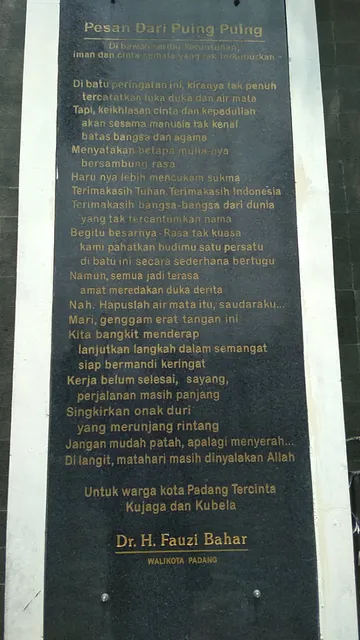 Pesan Dari Puing Puing
Di bawah seribu keruntuhan,
iman dan cinta semata yang tak tertimurkan -
Di batu peringatan ini, kiranya tak penuh
tercatatkan luka duka dan air mata
Tapi, keikhlasan cinta dan kepedulian
akan sesama manusia tak kenal
batas bangsa dan agama
Menyatakan betapa mulia-nya
bersambung rasa
Haru nya lebih mencukam sukma
Terimakasih Tuhan, Terimakasih Indonesia
Terimakasih bangsa-bangsa dari dunia
yang tak tercantumkan nama
Begitu besarnya - Rasa tak kuasa
kami pahatkan budimu satu persatu
di batu ini secara sederhana bertugu
Namun, semua jadi terasa
amat meredakan duka derita
Nah. Hapuslah air mata itu, saudaraku...
Mari, genggam erat tangan ini
Kita bangkit menderap
lanjutkan langkah dalam semangat
siap bermandi keringat
Kerja belum selesai, sayang,
perjalanan masih panjang
Singkirkan onak duri
yang merunjang rintang
Jangan mudah patah, apalagi menyerah...
Di langit, matahari masih dinyalakan Allah
Untuk warga kota Padang Tercinta
Kujaga dan Kubela
Dr. H. Fauzi Bahar
WALIKOTA PADANG